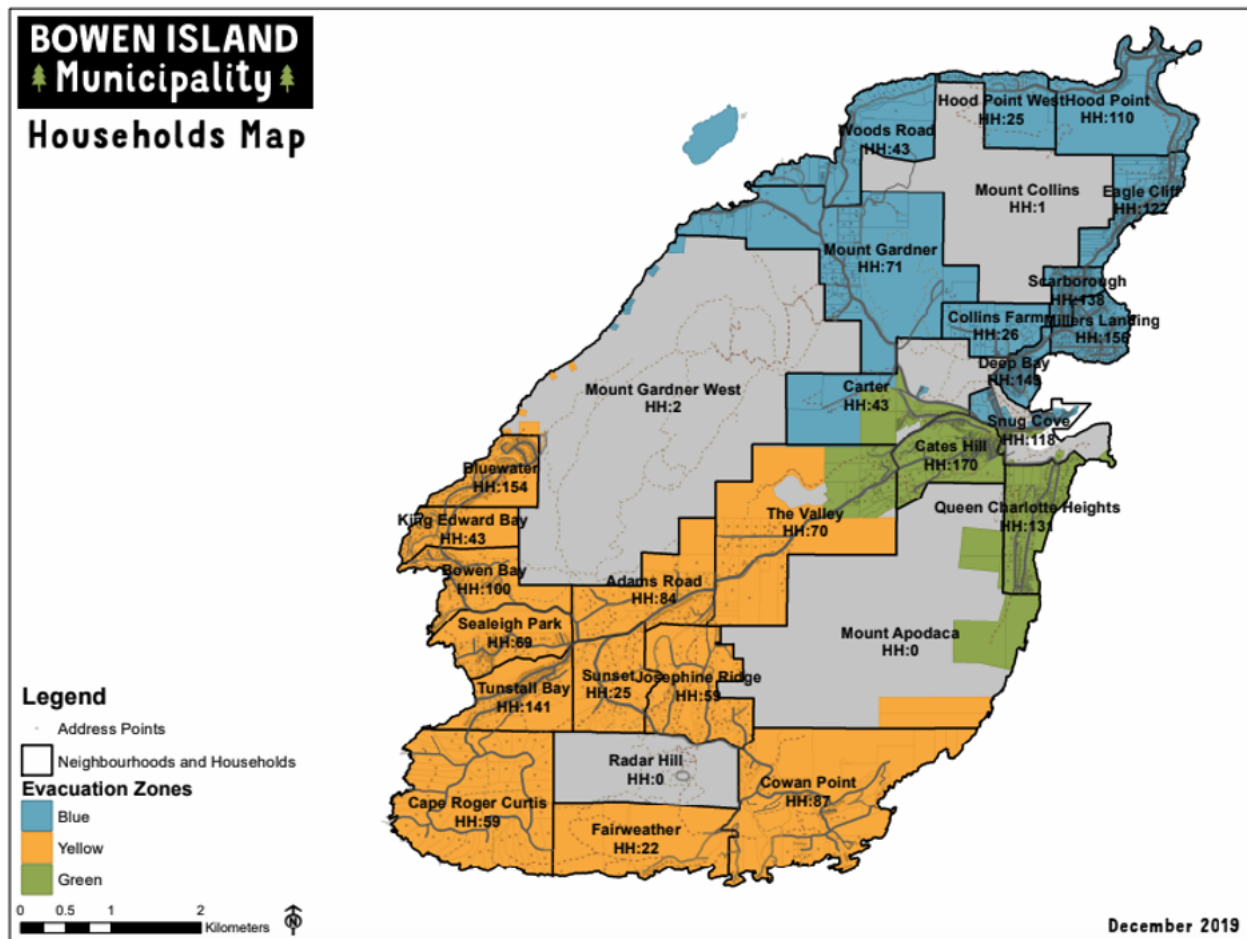 BOWEN ISLAND
Municipality
Households Map
Hood Point West
HH:25
Hood Point
HH:110
Woods Road
HH:43
Mount Collins
HH:1
Eagle Cliff
HH:122
Mount Gardner
HH:71
Scarborough
HH:138
Collins Farm
HH:26
Millers Landing
HH:156
Deep Bay
HH:149
Mount Gardner West
HH:2
Carter
HH:43
Snug Cove
HH:118
Cates Hill
HH:170
Bluewater
HH:154
Queen Charlotte Heights
HH:131
The Valley
HH:70
King Edward Bay
HH:43
Bowen Bay
HH:100
Adams Road
HH:84
Sealeigh Park
HH:69
Mount Apodaca
HH:0
Sunset
HH:25
Josephine Ridge
HH:59
Tunstall Bay
HH:141
Radar Hill
HH:0
Cowan Point
HH:87
Cape Roger Curtis
HH:59
Fairweather
HH:22
Legend
Address Points
Neighbourhoods and Households
Evacuation Zones
Blue
Yellow
Green
0 0.5 1 2
Kilometers
N
December 2019